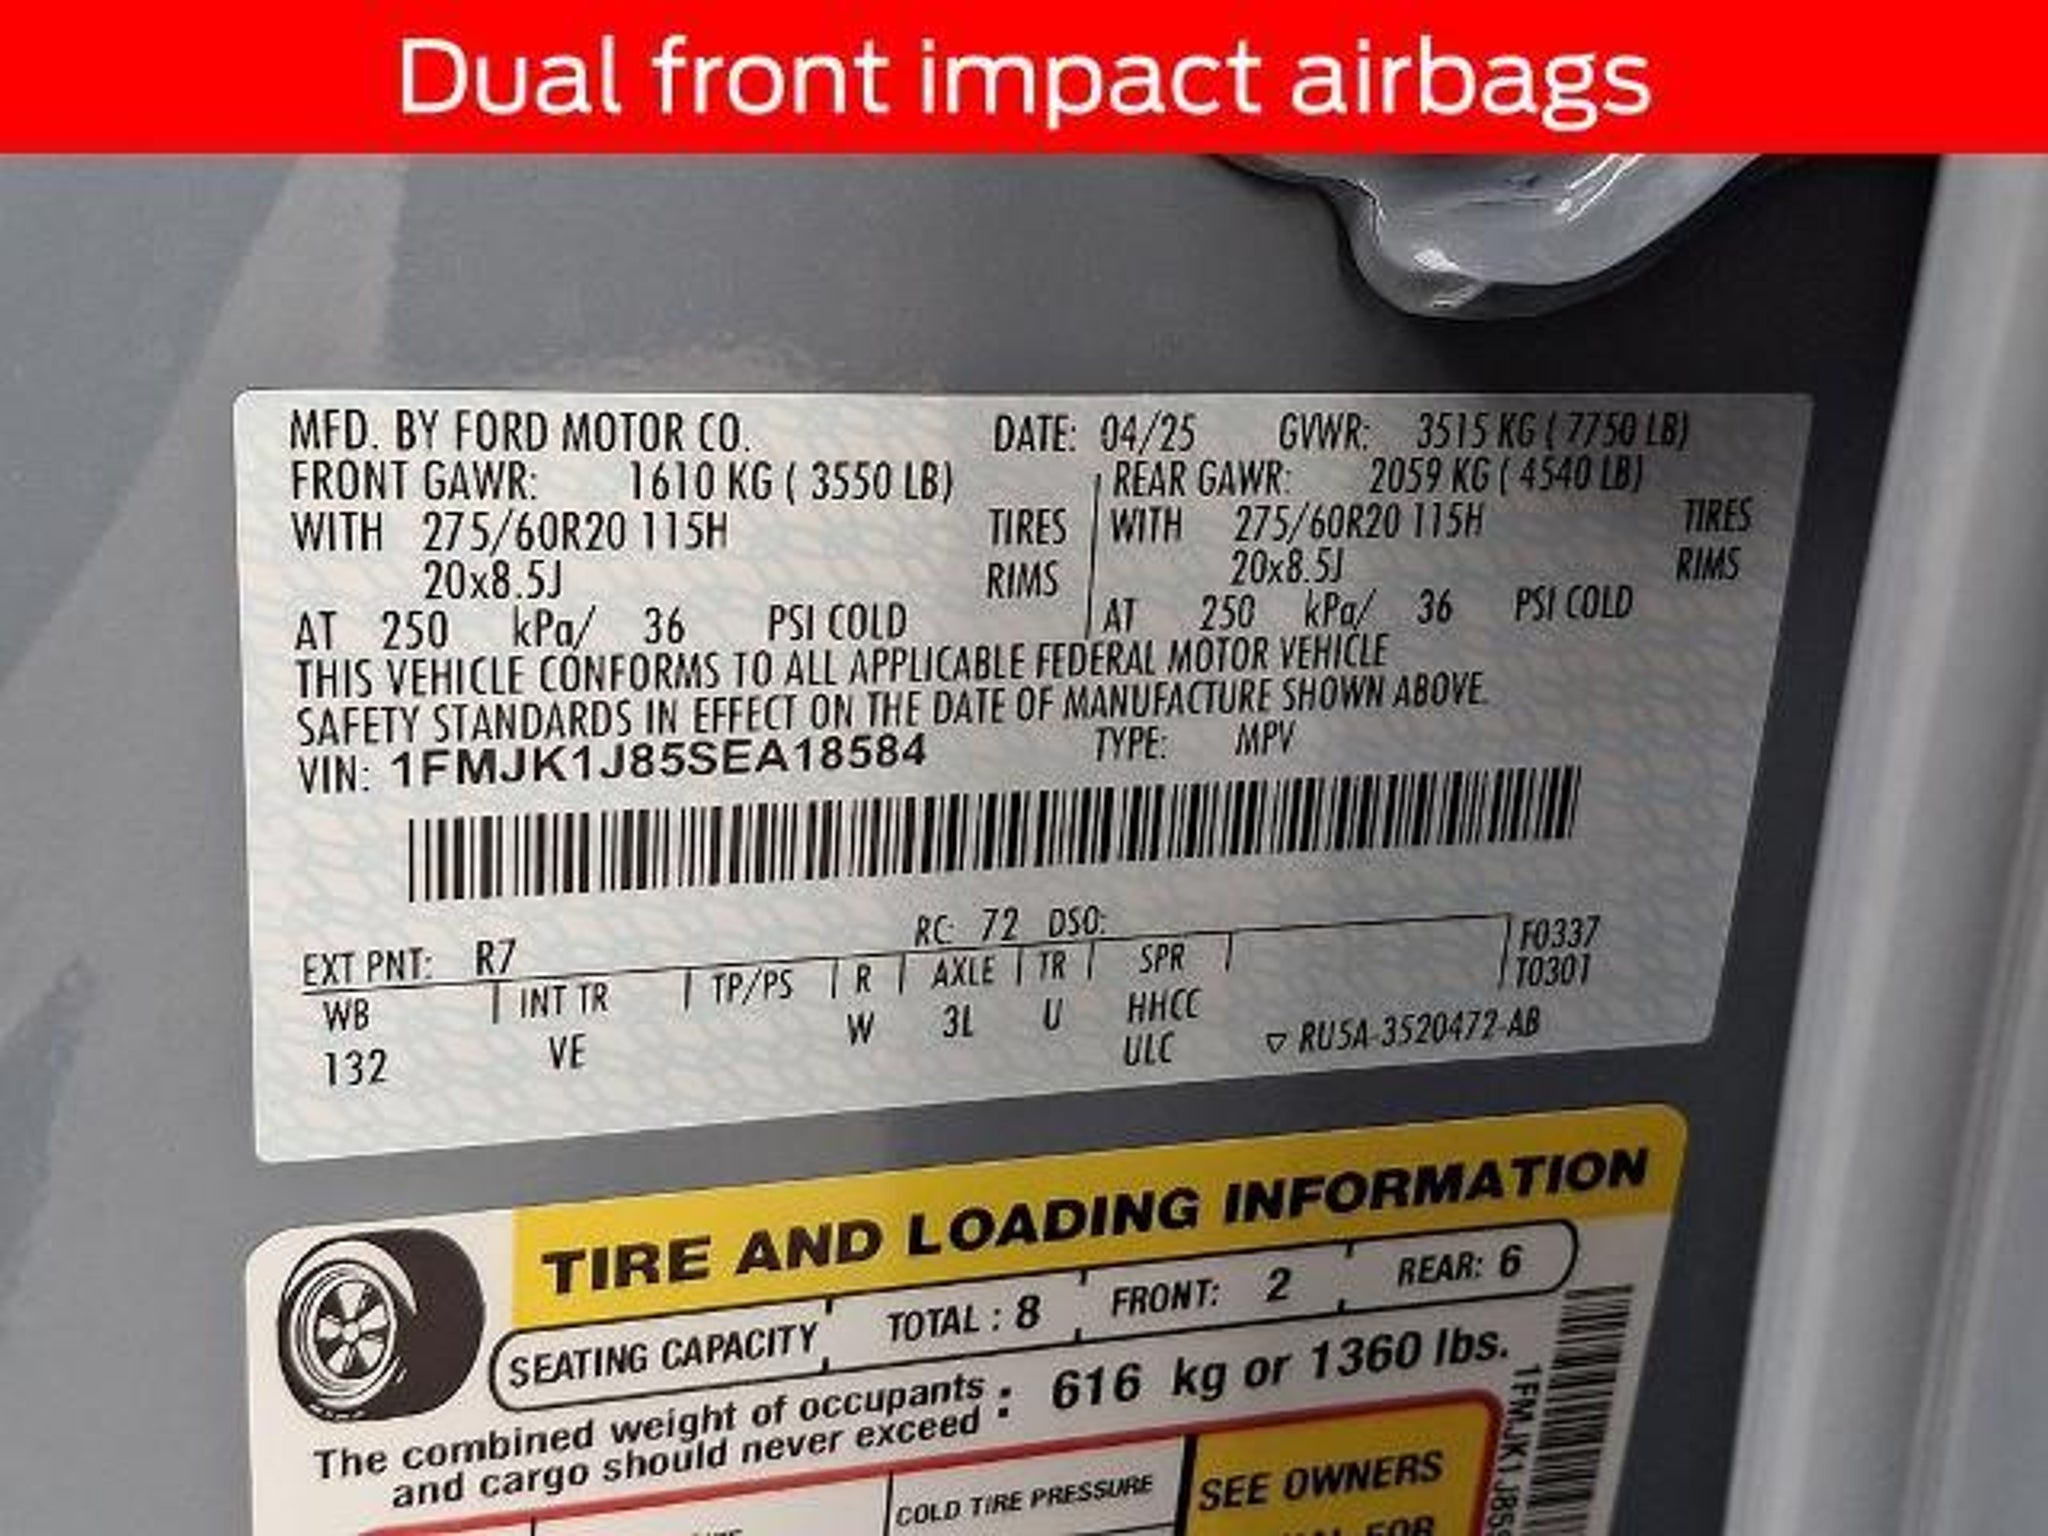 Dual front impact airbags
MFD. BY FORD MOTOR CO. DATE: 04/25 GVWR: 3515 KG ( 7750 LB)
FRONT GAWR: 1610 KG ( 3550 LB) REAR GAWR: 2059 KG ( 4540 LB)
WITH 275/60R20 115H TIRES WITH 275/60R20 115H TIRES
20x8.5J RIMS 20x8.5J RIMS
AT 250 kPa/ 36 PSI COLD AT 250 kPa/ 36 PSI COLD
THIS VEHICLE CONFORMS TO ALL APPLICABLE FEDERAL MOTOR VEHICLE
SAFETY STANDARDS IN EFFECT ON THE DATE OF MANUFACTURE SHOWN ABOVE.
VIN: 1FMJK1J85SEA18584 TYPE: MPV
EXT PNT: R7 RC: 72 DSO:
WB INT TR TP/PS R AXLE TR SPR F0337
T0301
132 VE W 3L U HHCC
ULC ▽ RU5A-3520472-AB
TIRE AND LOADING INFORMATION
SEATING CAPACITY TOTAL : 8 FRONT: 2 REAR: 6
The combined weight of occupants
and cargo should never exceed : 616 kg or 1360 lbs.
COLD TIRE PRESSURE
SEE OWNERS
FOR
1FMJK1J85